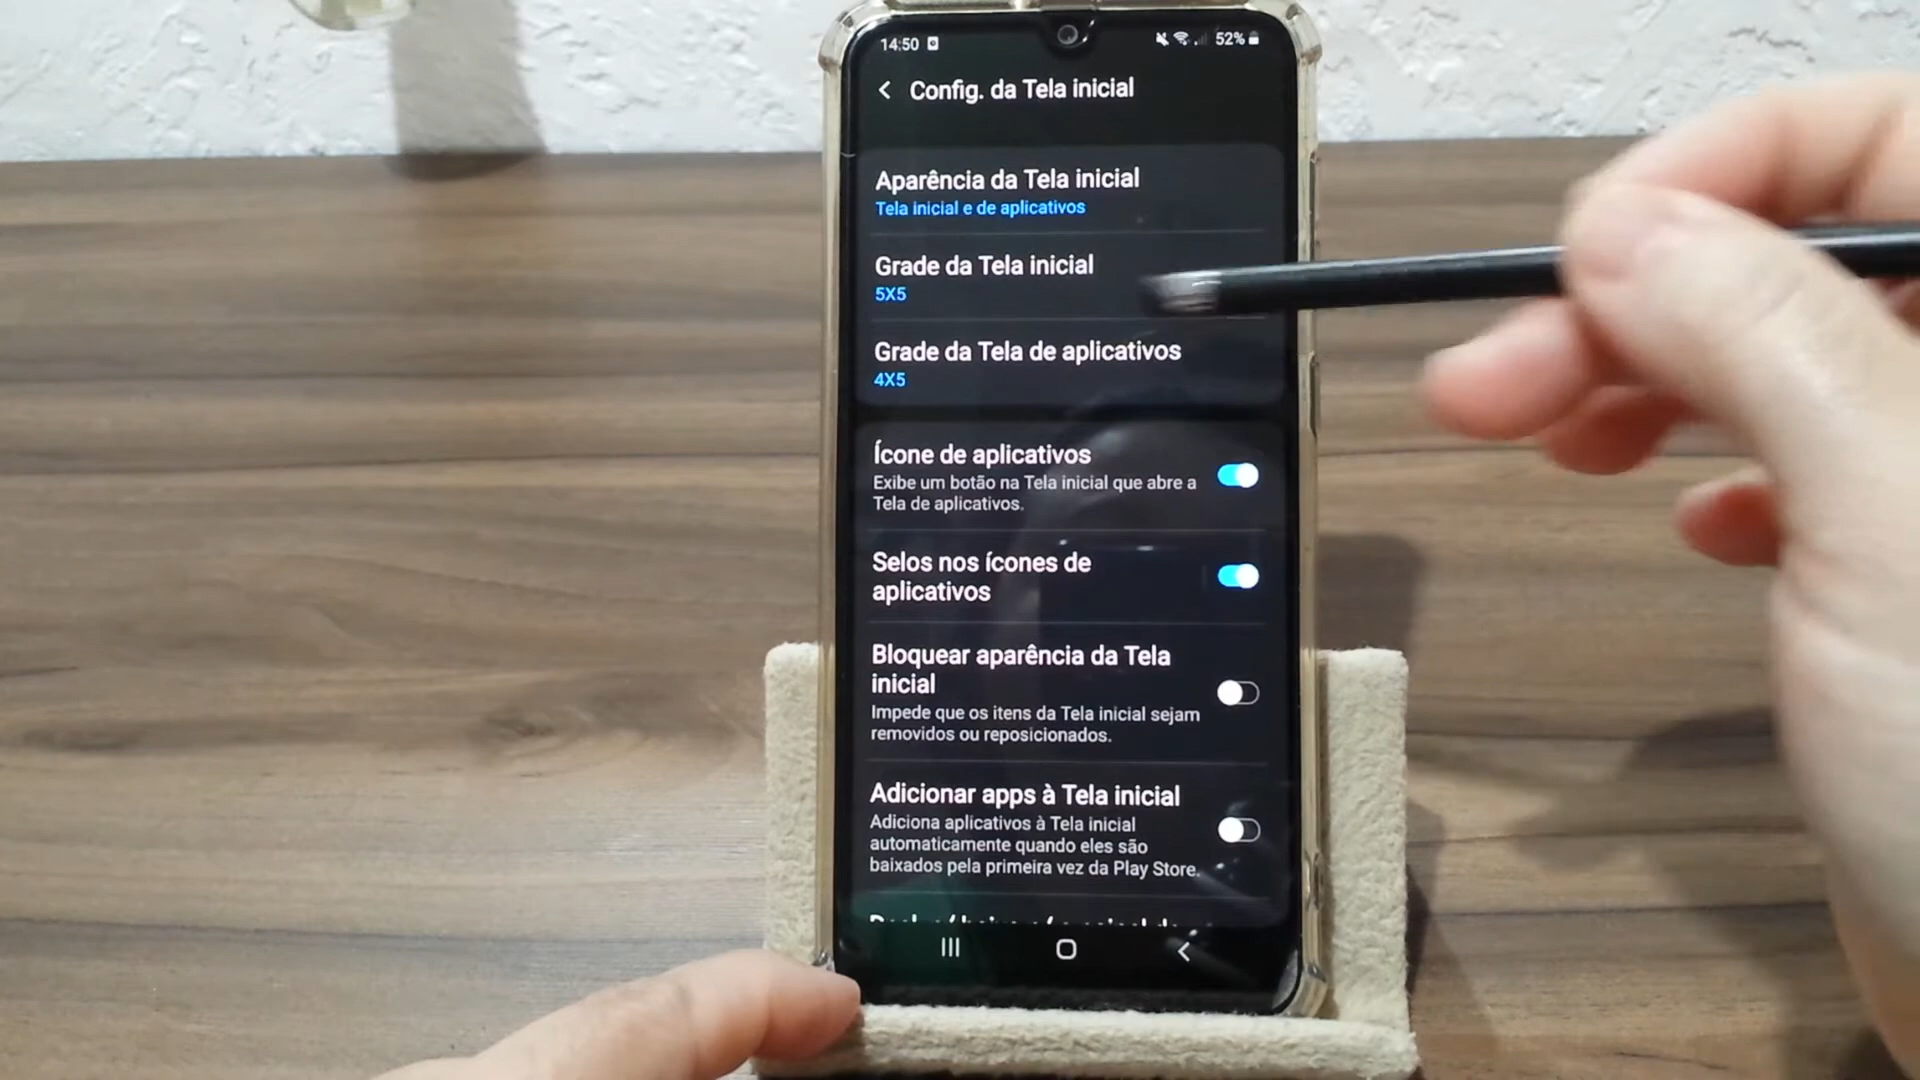 14:50
52%
Config. da Tela inicial
Aparência da Tela inicial
Tela inicial e de aplicativos
Grade da Tela inicial
5X5
Grade da Tela de aplicativos
4X5
Ícone de aplicativos
Exibe um botão na Tela inicial que abre a
Tela de aplicativos.
Selos nos ícones de
aplicativos
Bloquear aparência da Tela
inicial
Impede que os itens da Tela inicial sejam
removidos ou reposicionados.
Adicionar apps à Tela inicial
Adiciona aplicativos à Tela inicial
automaticamente quando eles são
baixados pela primeira vez da Play Store.